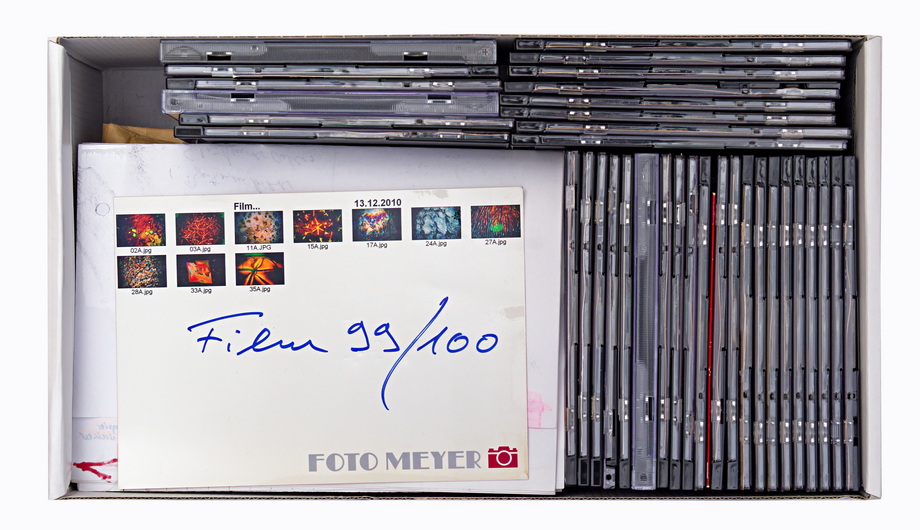 Film... 13.12.2010
02A.jpg 03A.jpg 11A.JPG 15A.jpg 17A.jpg 24A.jpg 27A.jpg
28A.jpg 33A.jpg 35A.jpg
Film 99/100
FOTO MEYER